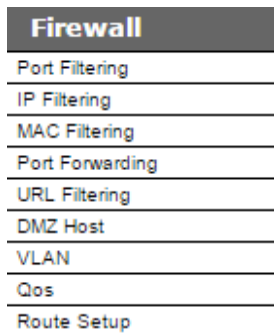 Firewall
Port Filtering
IP Filtering
MAC Filtering
Port Forwarding
URL Filtering
DMZ Host
VLAN
Qos
Route Setup